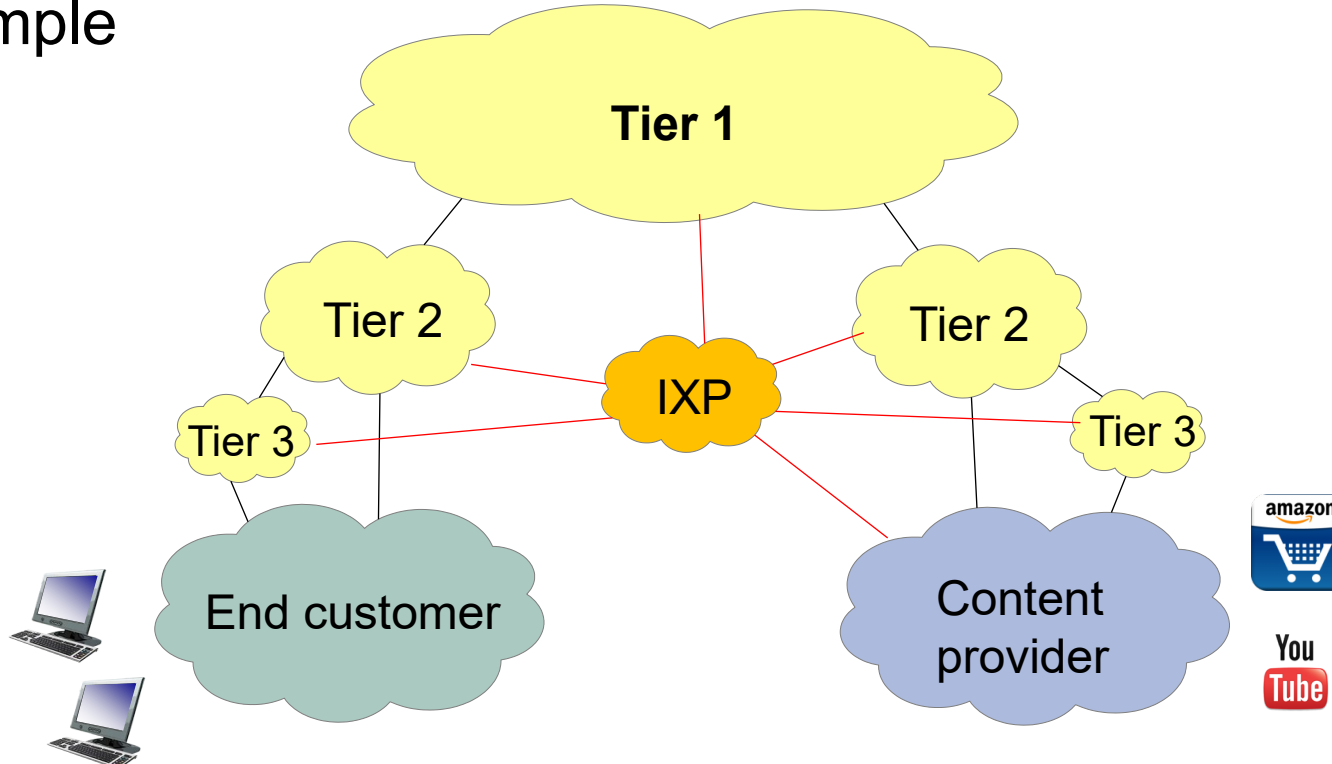 mple
Tier 1
Tier 2
Tier 2
IXP
Tier 3
Tier 3
End customer
Content
provider
amazon
You
Tube